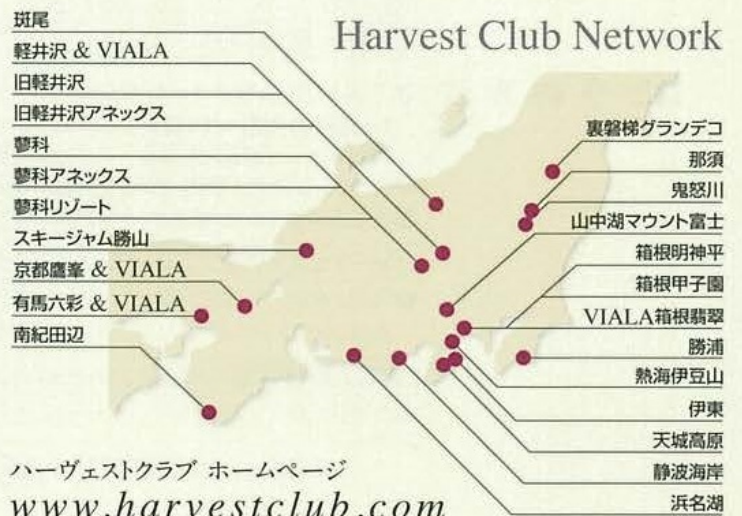 Harvest Club Network
斑尾
軽井沢 & VIALA
旧軽井沢
旧軽井沢アネックス
蓼科
蓼科アネックス
蓼科リゾート
スキージャム勝山
京都鷹峯 & VIALA
有馬六彩 & VIALA
南紀田辺
裏磐梯グランデコ
那須
鬼怒川
山中湖マウント富士
箱根明神平
箱根甲子園
VIALA箱根翡翠
勝浦
熱海伊豆山
伊東
天城高原
静波海岸
浜名湖
ハーヴェストクラブ ホームページ
www.harvestclub.com